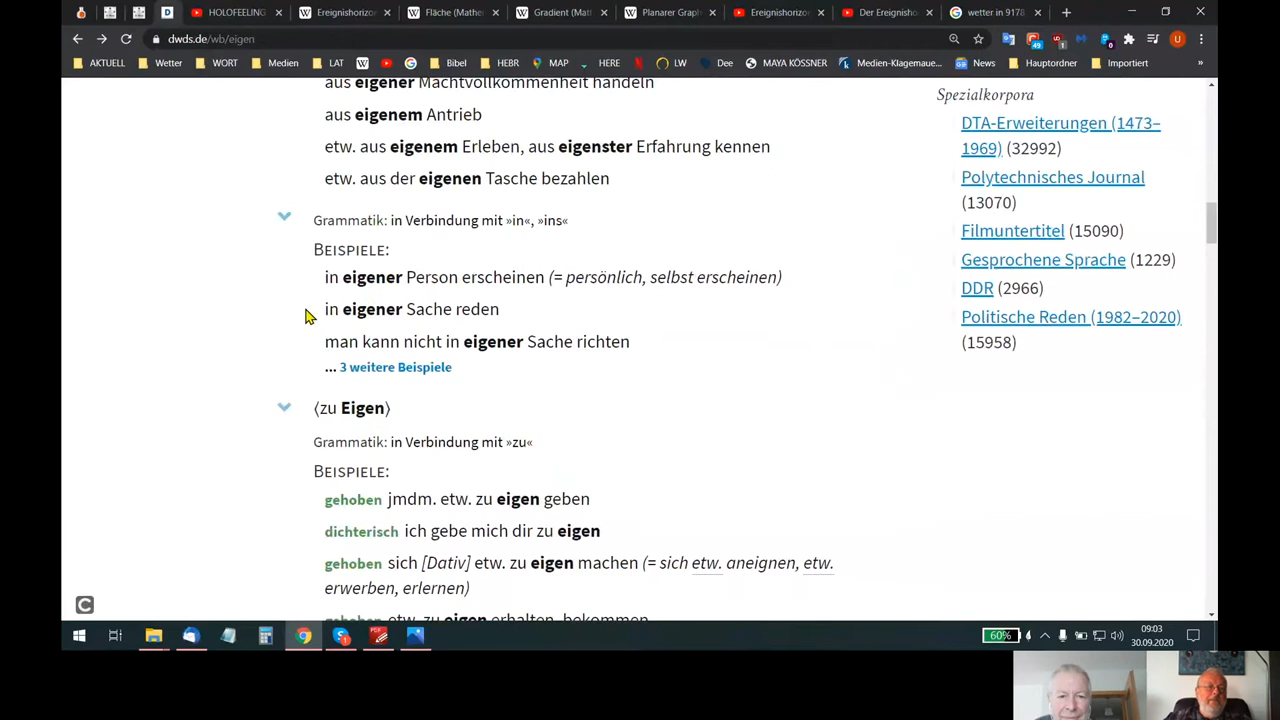 HOLOFEELING
Ereignishorizo
Fläche (Mathe
Gradient (Mat
Planarer Graph
Ereignishorizo
Der Ereignisho
wetter in 9178
dwds.de/wb/eigen
AKTUELL
Wetter
WORT
Medien
LAT
Bibel
HEBR
MAP
HERE
LW
Dee
MAYA KÖSSNER
Medien-Klagemaue...
News
Hauptordner
Importiert
aus eigener Machtvollkommenheit handeln
aus eigenem Antrieb
etw. aus eigenem Erleben, aus eigenster Erfahrung kennen
etw. aus der eigenen Tasche bezahlen
Grammatik: in Verbindung mit »in«, »ins«
BEISPIELE:
in eigener Person erscheinen (= persönlich, selbst erscheinen)
in eigener Sache reden
man kann nicht in eigener Sache richten
... 3 weitere Beispiele
⟨zu Eigen⟩
Grammatik: in Verbindung mit »zu«
BEISPIELE:
gehoben jmdm. etw. zu eigen geben
dichterisch ich gebe mich dir zu eigen
gehoben sich [Dativ] etw. zu eigen machen (= sich etw. aneignen, etw.
erwerben, erlernen)
gehoben etw. zu eigen erhalten, bekommen
Spezialkorpora
DTA-Erweiterungen (1473–
1969) (32992)
Polytechnisches Journal
(13070)
Filmuntertitel (15090)
Gesprochene Sprache (1229)
DDR (2966)
Politische Reden (1982–2020)
(15958)
60%
09:03
30.09.2020